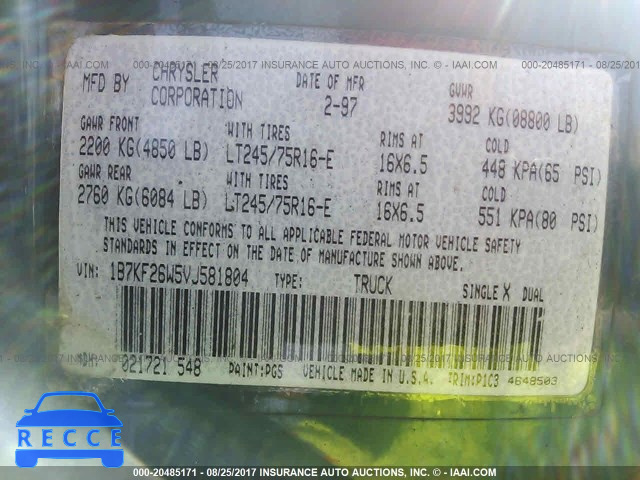 000-20485171 - 08/25/2017 INSURANCE AUTO AUCTIONS, INC. - © IAAI.COM
MFD BY CHRYSLER CORPORATION
DATE OF MFR 2-97
GVWR 3992 KG(08800 LB)
GAWR FRONT WITH TIRES RIMS AT COLD
2200 KG(4850 LB) LT245/75R16-E 16X6.5 448 KPA(65 PSI)
GAWR REAR WITH TIRES RIMS AT COLD
2760 KG(6084 LB) LT245/75R16-E 16X6.5 551 KPA(80 PSI)
THIS VEHICLE CONFORMS TO ALL APPLICABLE FEDERAL MOTOR VEHICLE SAFETY
STANDARDS IN EFFECT ON THE DATE OF MANUFACTURE SHOWN ABOVE.
VIN: 1B7KF26W5VJ581804 TYPE: TRUCK SINGLE X DUAL
MDH: 021721 548 PAINT:PGS VEHICLE MADE IN U.S.A. TRIM:P1C3 4648503
RECCE
000-20485171 - 08/25/2017 INSURANCE AUTO AUCTIONS, INC. - © IAAI.COM